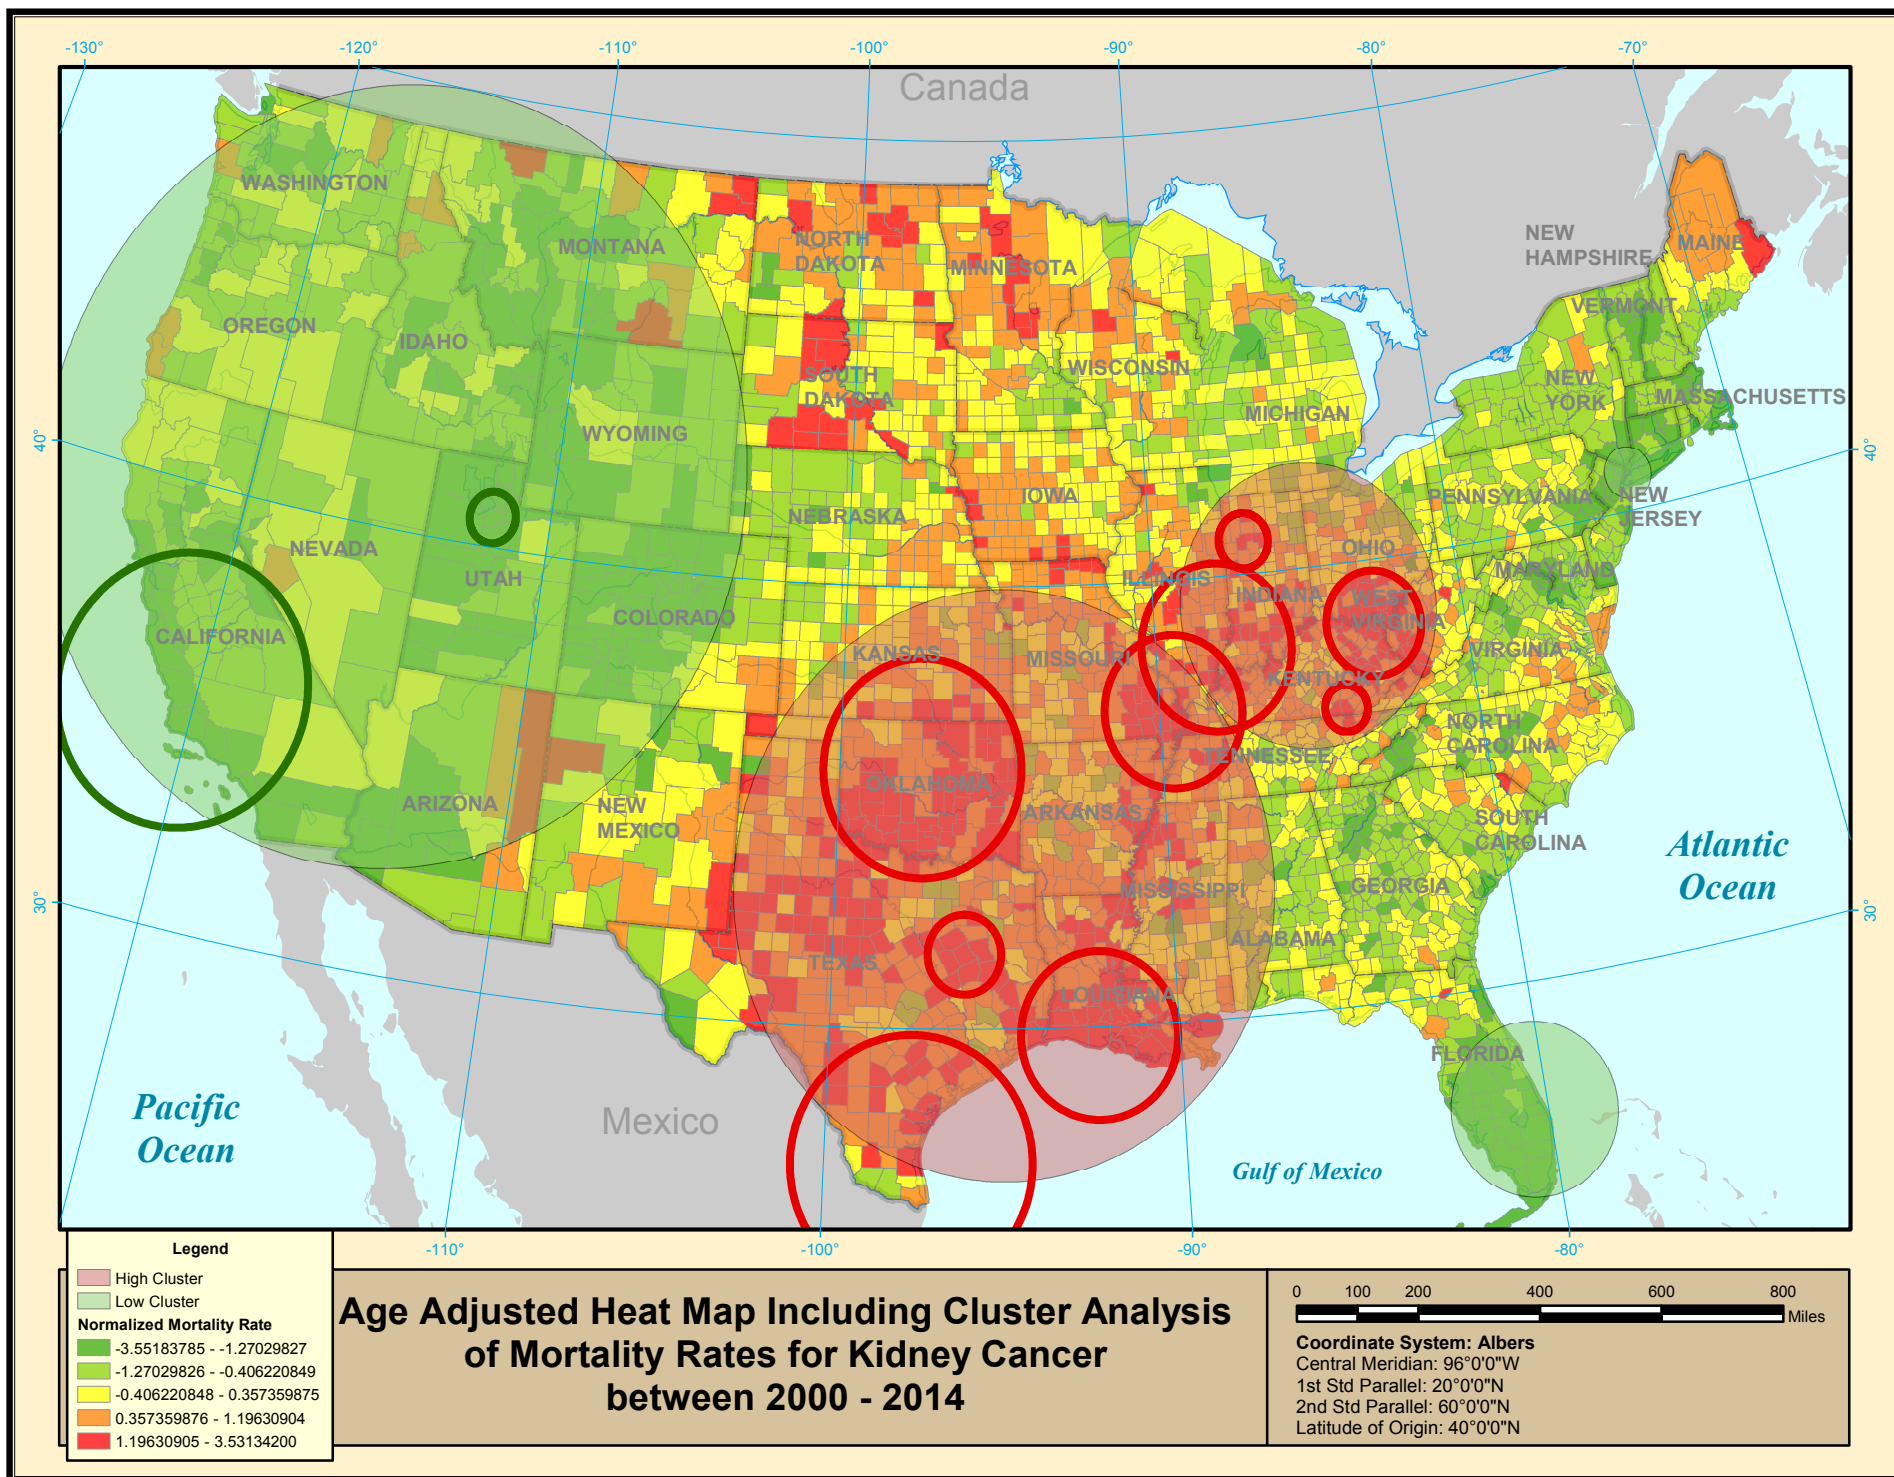 -130°
-120°
-110°
-100°
-90°
-80°
-70°
Canada
WASHINGTON
MONTANA
NORTH
DAKOTA
MINNESOTA
NEW
HAMPSHIRE
MAINE
VERMONT
OREGON
IDAHO
SOUTH
DAKOTA
WISCONSIN
NEW
YORK
MASSACHUSETTS
MICHIGAN
WYOMING
40°
40°
IOWA
NEBRASKA
PENNSYLVANIA
NEW
JERSEY
NEVADA
UTAH
OHIO
MARYLAND
ILLINOIS
INDIANA
WEST
VIRGINIA
CALIFORNIA
COLORADO
KANSAS
MISSOURI
VIRGINIA
KENTUCKY
NORTH
CAROLINA
TENNESSEE
OKLAHOMA
ARIZONA
NEW
MEXICO
ARKANSAS
SOUTH
CAROLINA
Atlantic
Ocean
MISSISSIPPI
GEORGIA
30°
30°
ALABAMA
TEXAS
LOUISIANA
FLORIDA
Pacific
Ocean
Mexico
Gulf of Mexico
-110°
-100°
-90°
-80°
Legend
High Cluster
Low Cluster
Normalized Mortality Rate
-3.55183785 - -1.27029827
-1.27029826 - -0.406220849
-0.406220848 - 0.357359875
0.357359876 - 1.19630904
1.19630905 - 3.53134200
Age Adjusted Heat Map Including Cluster Analysis
of Mortality Rates for Kidney Cancer
between 2000 - 2014
0 100 200 400 600 800
Miles
Coordinate System: Albers
Central Meridian: 96°0'0"W
1st Std Parallel: 20°0'0"N
2nd Std Parallel: 60°0'0"N
Latitude of Origin: 40°0'0"N